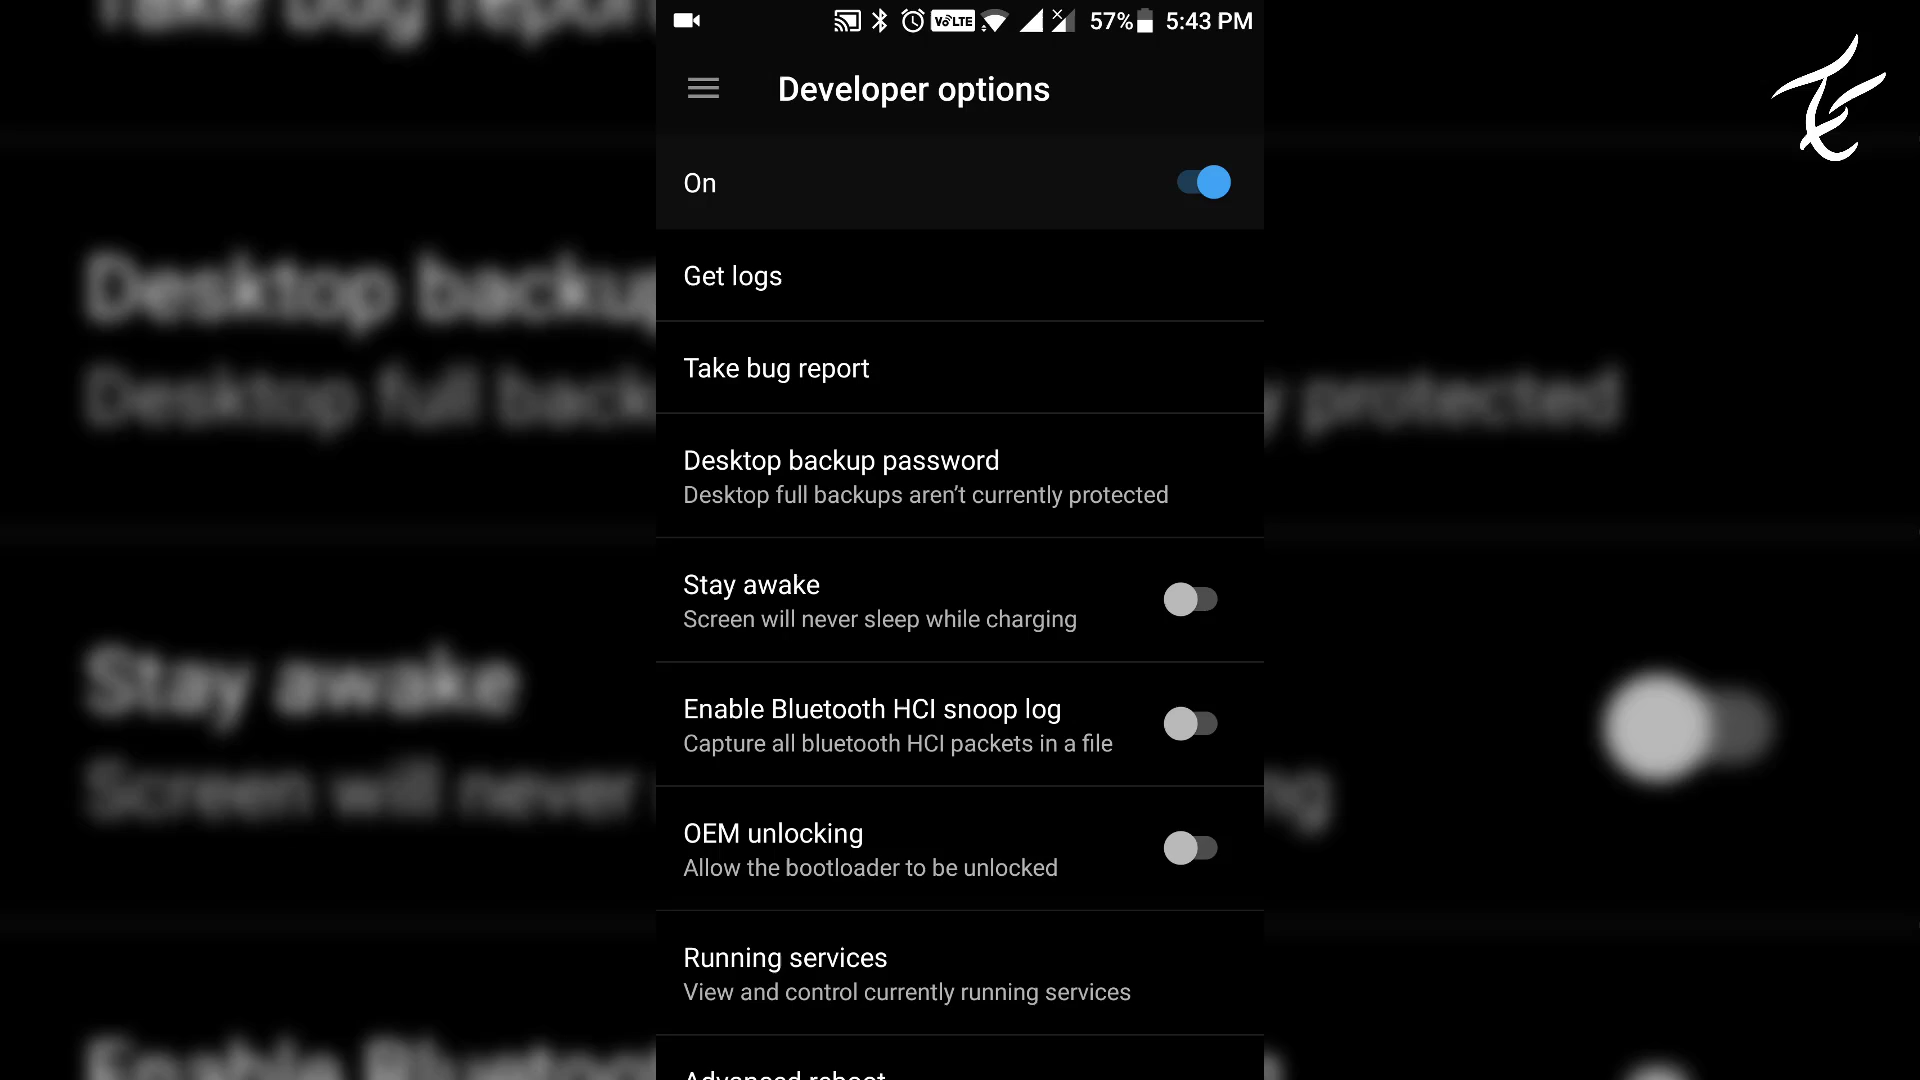 VoLTE 57% 5:43 PM
Developer options
On
Get logs
Take bug report
Desktop backup password
Desktop full backups aren't currently protected
Stay awake
Screen will never sleep while charging
Enable Bluetooth HCI snoop log
Capture all bluetooth HCI packets in a file
OEM unlocking
Allow the bootloader to be unlocked
Running services
View and control currently running services
Advanced reboot